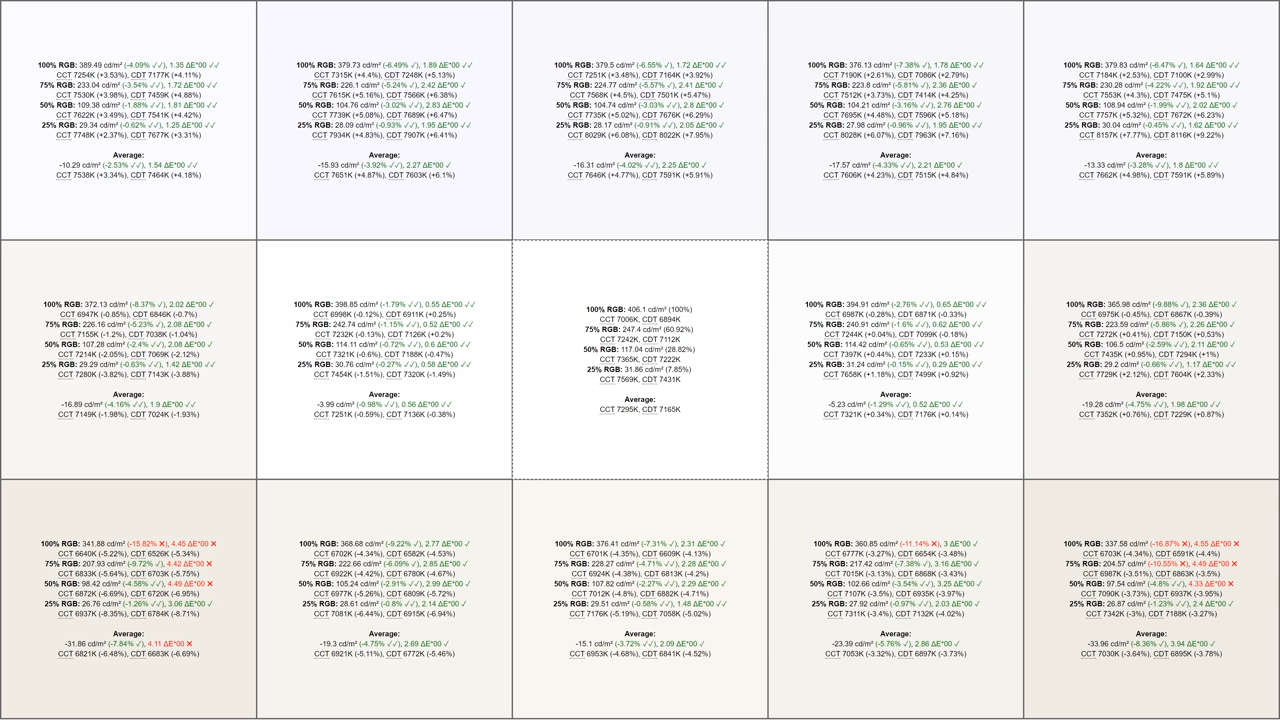 100% RGB: 389.49 cd/m² (-4.09% ✓✓), 1.35 ΔE*00 ✓✓
CCT 7254K (+3.53%), CDT 7177K (+4.11%)
75% RGB: 233.04 cd/m² (-3.54% ✓✓), 1.72 ΔE*00 ✓✓
CCT 7530K (+3.98%), CDT 7459K (+4.88%)
50% RGB: 109.38 cd/m² (-1.88% ✓✓), 1.81 ΔE*00 ✓✓
CCT 7622K (+3.49%), CDT 7541K (+4.42%)
25% RGB: 29.34 cd/m² (-0.62% ✓✓), 1.25 ΔE*00 ✓✓
CCT 7748K (+2.37%), CDT 7677K (+3.31%)
Average:
-10.29 cd/m² (-2.53% ✓✓), 1.54 ΔE*00 ✓✓
CCT 7538K (+3.34%), CDT 7464K (+4.18%)
100% RGB: 379.73 cd/m² (-6.49% ✓), 1.89 ΔE*00 ✓✓
CCT 7315K (+4.4%), CDT 7248K (+5.13%)
75% RGB: 226.1 cd/m² (-5.24% ✓), 2.42 ΔE*00 ✓
CCT 7615K (+5.16%), CDT 7566K (+6.38%)
50% RGB: 104.76 cd/m² (-3.02% ✓✓), 2.83 ΔE*00 ✓
CCT 7739K (+5.08%), CDT 7689K (+6.47%)
25% RGB: 28.09 cd/m² (-0.93% ✓✓), 1.95 ΔE*00 ✓✓
CCT 7934K (+4.83%), CDT 7907K (+6.41%)
Average:
-15.93 cd/m² (-3.92% ✓✓), 2.27 ΔE*00 ✓
CCT 7651K (+4.87%), CDT 7603K (+6.1%)
100% RGB: 379.5 cd/m² (-6.55% ✓), 1.72 ΔE*00 ✓✓
CCT 7251K (+3.48%), CDT 7164K (+3.92%)
75% RGB: 224.77 cd/m² (-5.57% ✓), 2.41 ΔE*00 ✓
CCT 7568K (+4.5%), CDT 7501K (+5.47%)
50% RGB: 104.74 cd/m² (-3.03% ✓✓), 2.8 ΔE*00 ✓
CCT 7735K (+5.02%), CDT 7676K (+6.29%)
25% RGB: 28.17 cd/m² (-0.91% ✓✓), 2.05 ΔE*00 ✓
CCT 8029K (+6.08%), CDT 8022K (+7.95%)
Average:
-16.31 cd/m² (-4.02% ✓✓), 2.25 ΔE*00 ✓
CCT 7646K (+4.77%), CDT 7591K (+5.91%)
100% RGB: 376.13 cd/m² (-7.38% ✓), 1.78 ΔE*00 ✓✓
CCT 7190K (+2.61%), CDT 7086K (+2.79%)
75% RGB: 223.8 cd/m² (-5.81% ✓), 2.36 ΔE*00 ✓
CCT 7512K (+3.73%), CDT 7414K (+4.25%)
50% RGB: 104.21 cd/m² (-3.16% ✓✓), 2.76 ΔE*00 ✓
CCT 7695K (+4.48%), CDT 7596K (+5.18%)
25% RGB: 27.98 cd/m² (-0.96% ✓✓), 1.95 ΔE*00 ✓✓
CCT 8028K (+6.07%), CDT 7963K (+7.16%)
Average:
-17.57 cd/m² (-4.33% ✓✓), 2.21 ΔE*00 ✓
CCT 7606K (+4.23%), CDT 7515K (+4.84%)
100% RGB: 379.83 cd/m² (-6.47% ✓), 1.64 ΔE*00 ✓✓
CCT 7184K (+2.53%), CDT 7100K (+2.99%)
75% RGB: 230.28 cd/m² (-4.22% ✓✓), 1.92 ΔE*00 ✓✓
CCT 7553K (+4.3%), CDT 7475K (+5.1%)
50% RGB: 108.94 cd/m² (-1.99% ✓✓), 2.02 ΔE*00 ✓
CCT 7757K (+5.32%), CDT 7672K (+6.23%)
25% RGB: 30.04 cd/m² (-0.45% ✓✓), 1.62 ΔE*00 ✓✓
CCT 8157K (+7.77%), CDT 8116K (+9.22%)
Average:
-13.33 cd/m² (-3.28% ✓✓), 1.8 ΔE*00 ✓✓
CCT 7662K (+4.98%), CDT 7591K (+5.89%)
100% RGB: 372.13 cd/m² (-8.37% ✓), 2.02 ΔE*00 ✓
CCT 6947K (-0.85%), CDT 6846K (-0.7%)
75% RGB: 226.16 cd/m² (-5.23% ✓), 2.08 ΔE*00 ✓
CCT 7155K (-1.2%), CDT 7038K (-1.04%)
50% RGB: 107.28 cd/m² (-2.4% ✓✓), 2.08 ΔE*00 ✓
CCT 7214K (-2.05%), CDT 7069K (-2.12%)
25% RGB: 29.29 cd/m² (-0.63% ✓✓), 1.42 ΔE*00 ✓✓
CCT 7280K (-3.82%), CDT 7143K (-3.88%)
Average:
-16.89 cd/m² (-4.16% ✓✓), 1.9 ΔE*00 ✓✓
CCT 7149K (-1.98%), CDT 7024K (-1.93%)
100% RGB: 398.85 cd/m² (-1.79% ✓✓), 0.55 ΔE*00 ✓✓
CCT 6998K (-0.12%), CDT 6911K (+0.25%)
75% RGB: 242.74 cd/m² (-1.15% ✓✓), 0.52 ΔE*00 ✓✓
CCT 7232K (-0.13%), CDT 7126K (+0.2%)
50% RGB: 114.11 cd/m² (-0.72% ✓✓), 0.6 ΔE*00 ✓✓
CCT 7321K (-0.6%), CDT 7188K (-0.47%)
25% RGB: 30.76 cd/m² (-0.27% ✓✓), 0.58 ΔE*00 ✓✓
CCT 7454K (-1.51%), CDT 7320K (-1.49%)
Average:
-3.99 cd/m² (-0.98% ✓✓), 0.56 ΔE*00 ✓✓
CCT 7251K (-0.59%), CDT 7136K (-0.38%)
100% RGB: 406.1 cd/m² (100%)
CCT 7006K, CDT 6894K
75% RGB: 247.4 cd/m² (60.92%)
CCT 7242K, CDT 7112K
50% RGB: 117.04 cd/m² (28.82%)
CCT 7365K, CDT 7222K
25% RGB: 31.86 cd/m² (7.85%)
CCT 7569K, CDT 7431K
Average:
CCT 7295K, CDT 7165K
100% RGB: 394.91 cd/m² (-2.76% ✓✓), 0.65 ΔE*00 ✓✓
CCT 6987K (-0.28%), CDT 6871K (-0.33%)
75% RGB: 240.91 cd/m² (-1.6% ✓✓), 0.62 ΔE*00 ✓✓
CCT 7244K (+0.04%), CDT 7099K (-0.18%)
50% RGB: 114.42 cd/m² (-0.65% ✓✓), 0.53 ΔE*00 ✓✓
CCT 7397K (+0.44%), CDT 7233K (+0.15%)
25% RGB: 31.24 cd/m² (-0.15% ✓✓), 0.29 ΔE*00 ✓✓
CCT 7658K (+1.18%), CDT 7499K (+0.92%)
Average:
-5.23 cd/m² (-1.29% ✓✓), 0.52 ΔE*00 ✓✓
CCT 7321K (+0.34%), CDT 7176K (+0.14%)
100% RGB: 365.98 cd/m² (-9.88% ✓), 2.36 ΔE*00 ✓
CCT 6975K (-0.45%), CDT 6867K (-0.39%)
75% RGB: 223.59 cd/m² (-5.86% ✓), 2.26 ΔE*00 ✓
CCT 7272K (+0.41%), CDT 7150K (+0.53%)
50% RGB: 106.5 cd/m² (-2.59% ✓✓), 2.11 ΔE*00 ✓
CCT 7435K (+0.95%), CDT 7294K (+1%)
25% RGB: 29.2 cd/m² (-0.66% ✓✓), 1.17 ΔE*00 ✓✓
CCT 7729K (+2.12%), CDT 7604K (+2.33%)
Average:
-19.28 cd/m² (-4.75% ✓✓), 1.98 ΔE*00 ✓✓
CCT 7352K (+0.76%), CDT 7229K (+0.87%)
100% RGB: 341.88 cd/m² (-15.82% ✕), 4.45 ΔE*00 ✕
CCT 6640K (-5.22%), CDT 6526K (-5.34%)
75% RGB: 207.93 cd/m² (-9.72% ✓), 4.42 ΔE*00 ✕
CCT 6833K (-5.64%), CDT 6703K (-5.75%)
50% RGB: 98.42 cd/m² (-4.58% ✓✓), 4.49 ΔE*00 ✕
CCT 6872K (-6.69%), CDT 6720K (-6.95%)
25% RGB: 26.76 cd/m² (-1.26% ✓✓), 3.06 ΔE*00 ✓
CCT 6937K (-8.35%), CDT 6784K (-8.71%)
Average:
-31.86 cd/m² (-7.84% ✓), 4.11 ΔE*00 ✕
CCT 6821K (-6.48%), CDT 6683K (-6.69%)
100% RGB: 368.68 cd/m² (-9.22% ✓), 2.77 ΔE*00 ✓
CCT 6702K (-4.34%), CDT 6582K (-4.53%)
75% RGB: 222.66 cd/m² (-6.09% ✓), 2.85 ΔE*00 ✓
CCT 6922K (-4.42%), CDT 6780K (-4.67%)
50% RGB: 105.24 cd/m² (-2.91% ✓✓), 2.99 ΔE*00 ✓
CCT 6977K (-5.26%), CDT 6809K (-5.72%)
25% RGB: 28.61 cd/m² (-0.8% ✓✓), 2.14 ΔE*00 ✓
CCT 7081K (-6.44%), CDT 6915K (-6.94%)
Average:
-19.3 cd/m² (-4.75% ✓✓), 2.69 ΔE*00 ✓
CCT 6921K (-5.11%), CDT 6772K (-5.46%)
100% RGB: 376.41 cd/m² (-7.31% ✓), 2.31 ΔE*00 ✓
CCT 6701K (-4.35%), CDT 6609K (-4.13%)
75% RGB: 228.27 cd/m² (-4.71% ✓✓), 2.28 ΔE*00 ✓
CCT 6924K (-4.38%), CDT 6813K (-4.2%)
50% RGB: 107.82 cd/m² (-2.27% ✓✓), 2.29 ΔE*00 ✓
CCT 7012K (-4.8%), CDT 6882K (-4.71%)
25% RGB: 29.51 cd/m² (-0.58% ✓✓), 1.48 ΔE*00 ✓✓
CCT 7176K (-5.19%), CDT 7058K (-5.02%)
Average:
-15.1 cd/m² (-3.72% ✓✓), 2.09 ΔE*00 ✓
CCT 6953K (-4.68%), CDT 6841K (-4.52%)
100% RGB: 360.85 cd/m² (-11.14% ✕), 3 ΔE*00 ✓
CCT 6777K (-3.27%), CDT 6654K (-3.48%)
75% RGB: 217.42 cd/m² (-7.38% ✓), 3.16 ΔE*00 ✓
CCT 7015K (-3.13%), CDT 6868K (-3.43%)
50% RGB: 102.66 cd/m² (-3.54% ✓✓), 3.25 ΔE*00 ✓
CCT 7107K (-3.5%), CDT 6935K (-3.97%)
25% RGB: 27.92 cd/m² (-0.97% ✓✓), 2.03 ΔE*00 ✓
CCT 7311K (-3.4%), CDT 7132K (-4.02%)
Average:
-23.39 cd/m² (-5.76% ✓), 2.86 ΔE*00 ✓
CCT 7053K (-3.32%), CDT 6897K (-3.73%)
100% RGB: 337.58 cd/m² (-16.87% ✕), 4.55 ΔE*00 ✕
CCT 6703K (-4.34%), CDT 6591K (-4.4%)
75% RGB: 204.57 cd/m² (-10.55% ✕), 4.49 ΔE*00 ✕
CCT 6987K (-3.51%), CDT 6863K (-3.5%)
50% RGB: 97.54 cd/m² (-4.8% ✓✓), 4.33 ΔE*00 ✕
CCT 7090K (-3.73%), CDT 6937K (-3.95%)
25% RGB: 26.87 cd/m² (-1.23% ✓✓), 2.4 ΔE*00 ✓
CCT 7342K (-3%), CDT 7188K (-3.27%)
Average:
-33.96 cd/m² (-8.36% ✓), 3.94 ΔE*00 ✓
CCT 7030K (-3.64%), CDT 6895K (-3.78%)